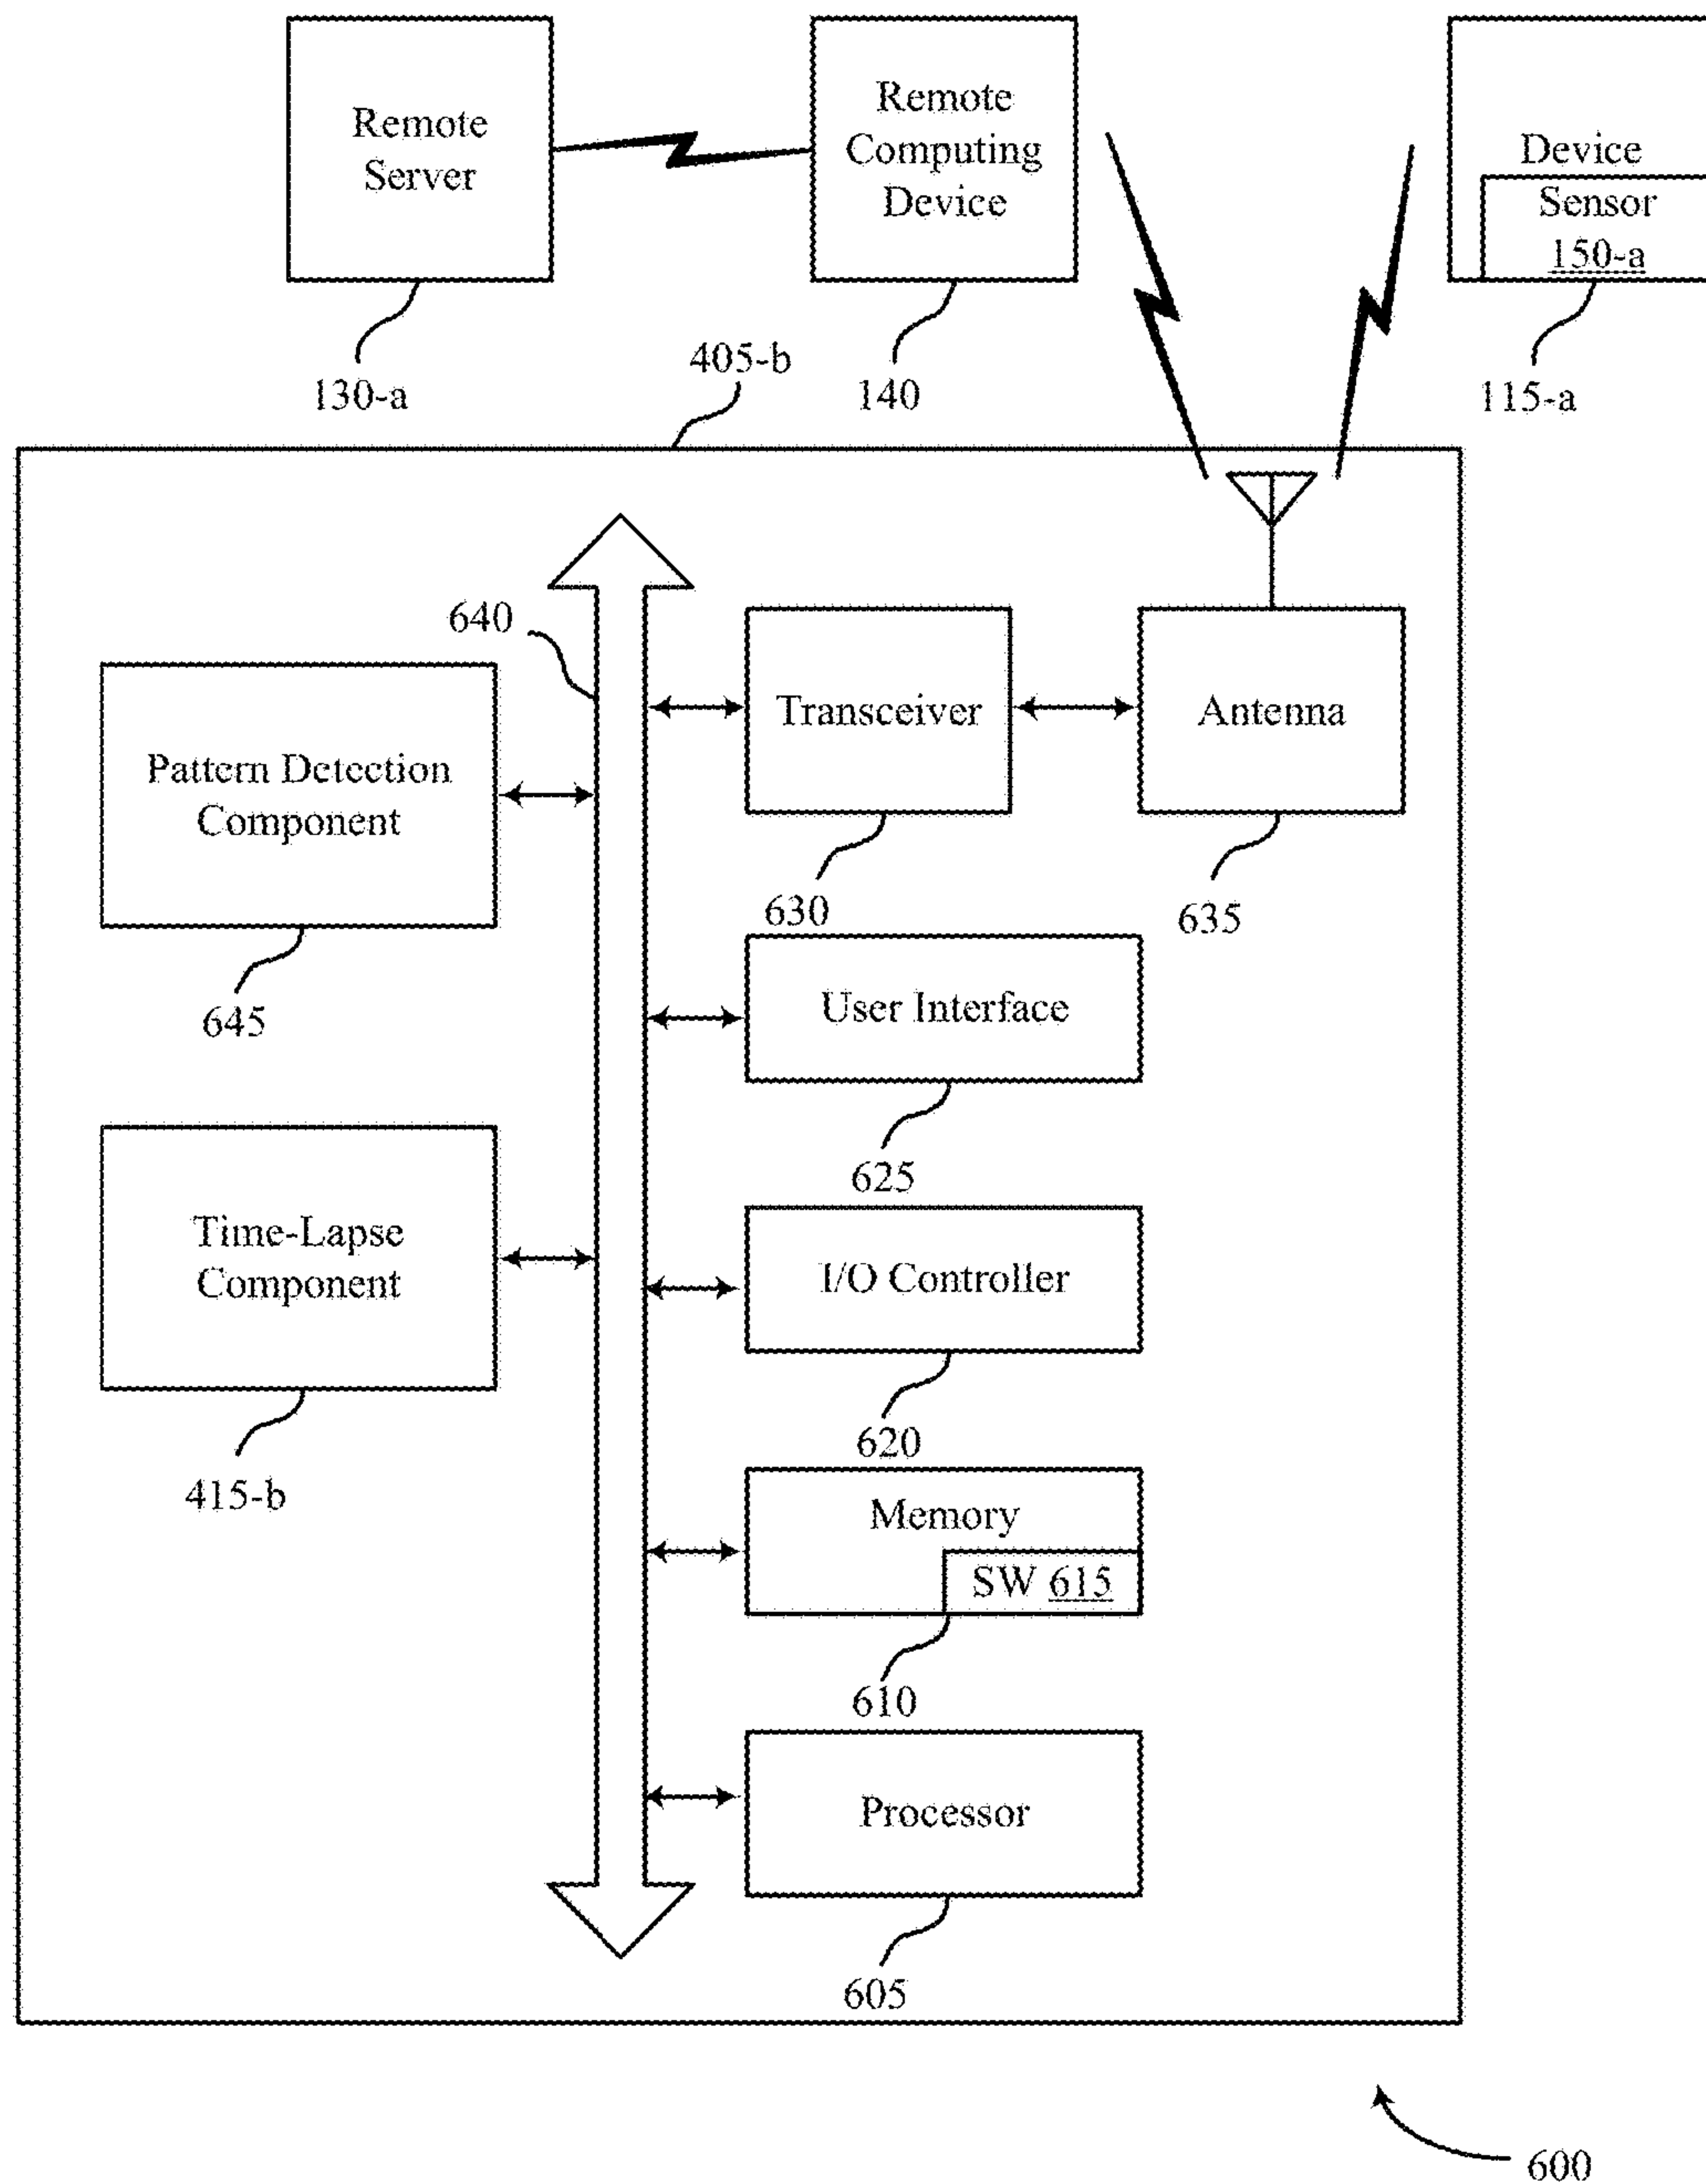 Remote
Server
Remote
Computing
Device
Device
Sensor
150-a
130-a
405-b
140
115-a
640
Transceiver
Antenna
Pattern Detection
Component
630
635
645
User Interface
625
Time-Lapse
Component
I/O Controller
620
415-b
Memory
SW 615
610
Processor
605
600